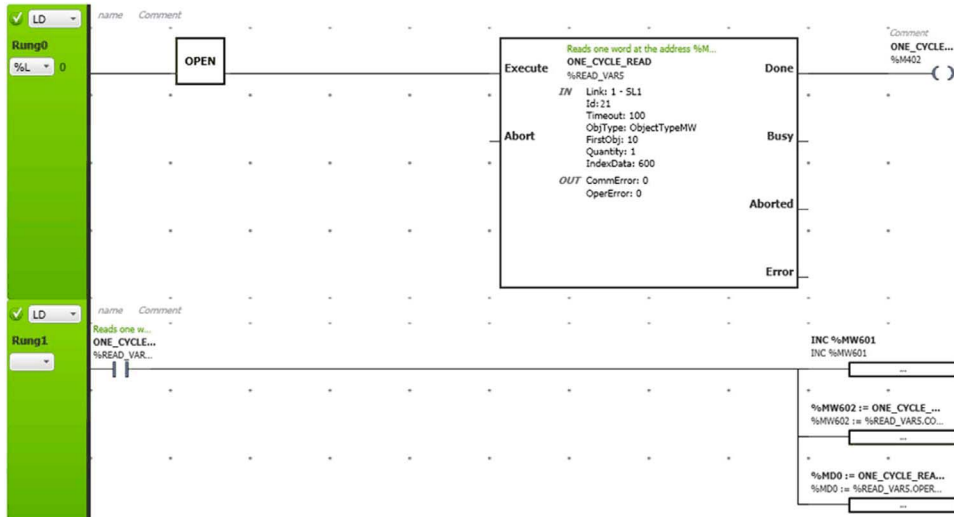 LD
name Comment
Rung0
%L 0
OPEN
Reads one word at the address %M...
ONE_CYCLE_READ
%READ_VARS
Execute
Done
IN Link: 1 - SL1
Id:21
Timeout: 100
ObjType: ObjectTypeMW
FirstObj: 10
Quantity: 1
IndexData: 600
Abort
Busy
OUT CommError: 0
OperError: 0
Aborted
Error
Comment
ONE_CYCLE...
%M402
LD
name Comment
Rung1
Reads one w...
ONE_CYCLE...
%READ_VAR...
INC %MW601
INC %MW601
...
%MW602 := ONE_CYCLE_...
%MW602 := %READ_VARS.CO...
...
%MD0 := ONE_CYCLE_REA...
%MD0 := %READ_VARS.OPER...
...